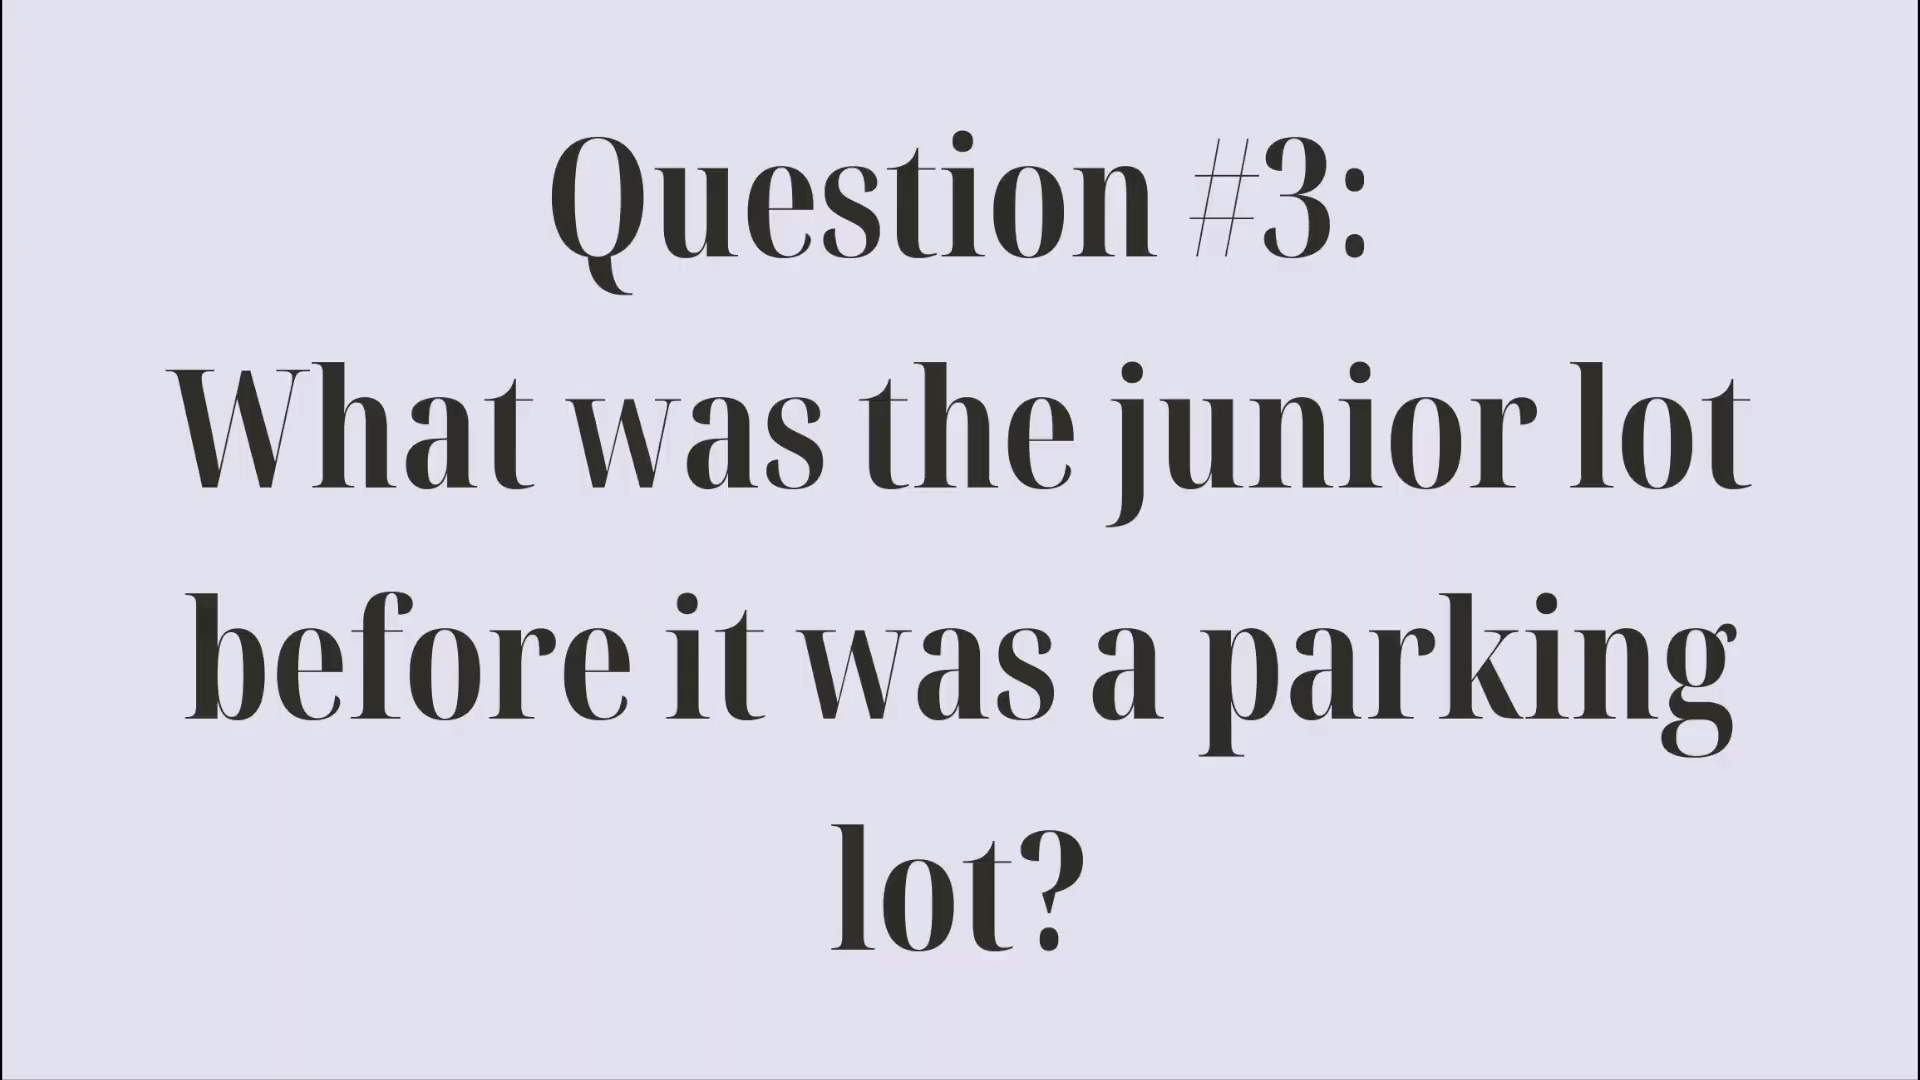 Question #3:
What was the junior lot
before it was a parking
lot?